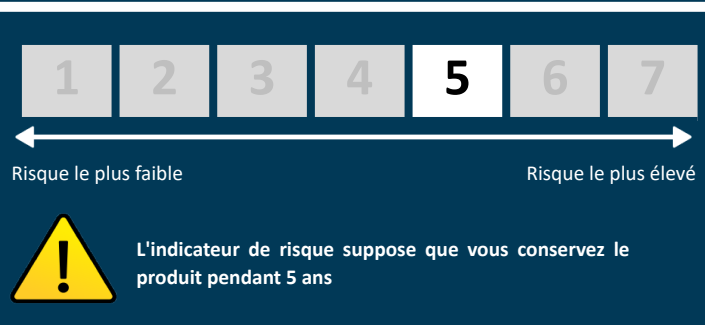 1 2 3 4 5 6 7
Risque le plus faible Risque le plus élevé
!
L'indicateur de risque suppose que vous conservez le
produit pendant 5 ans